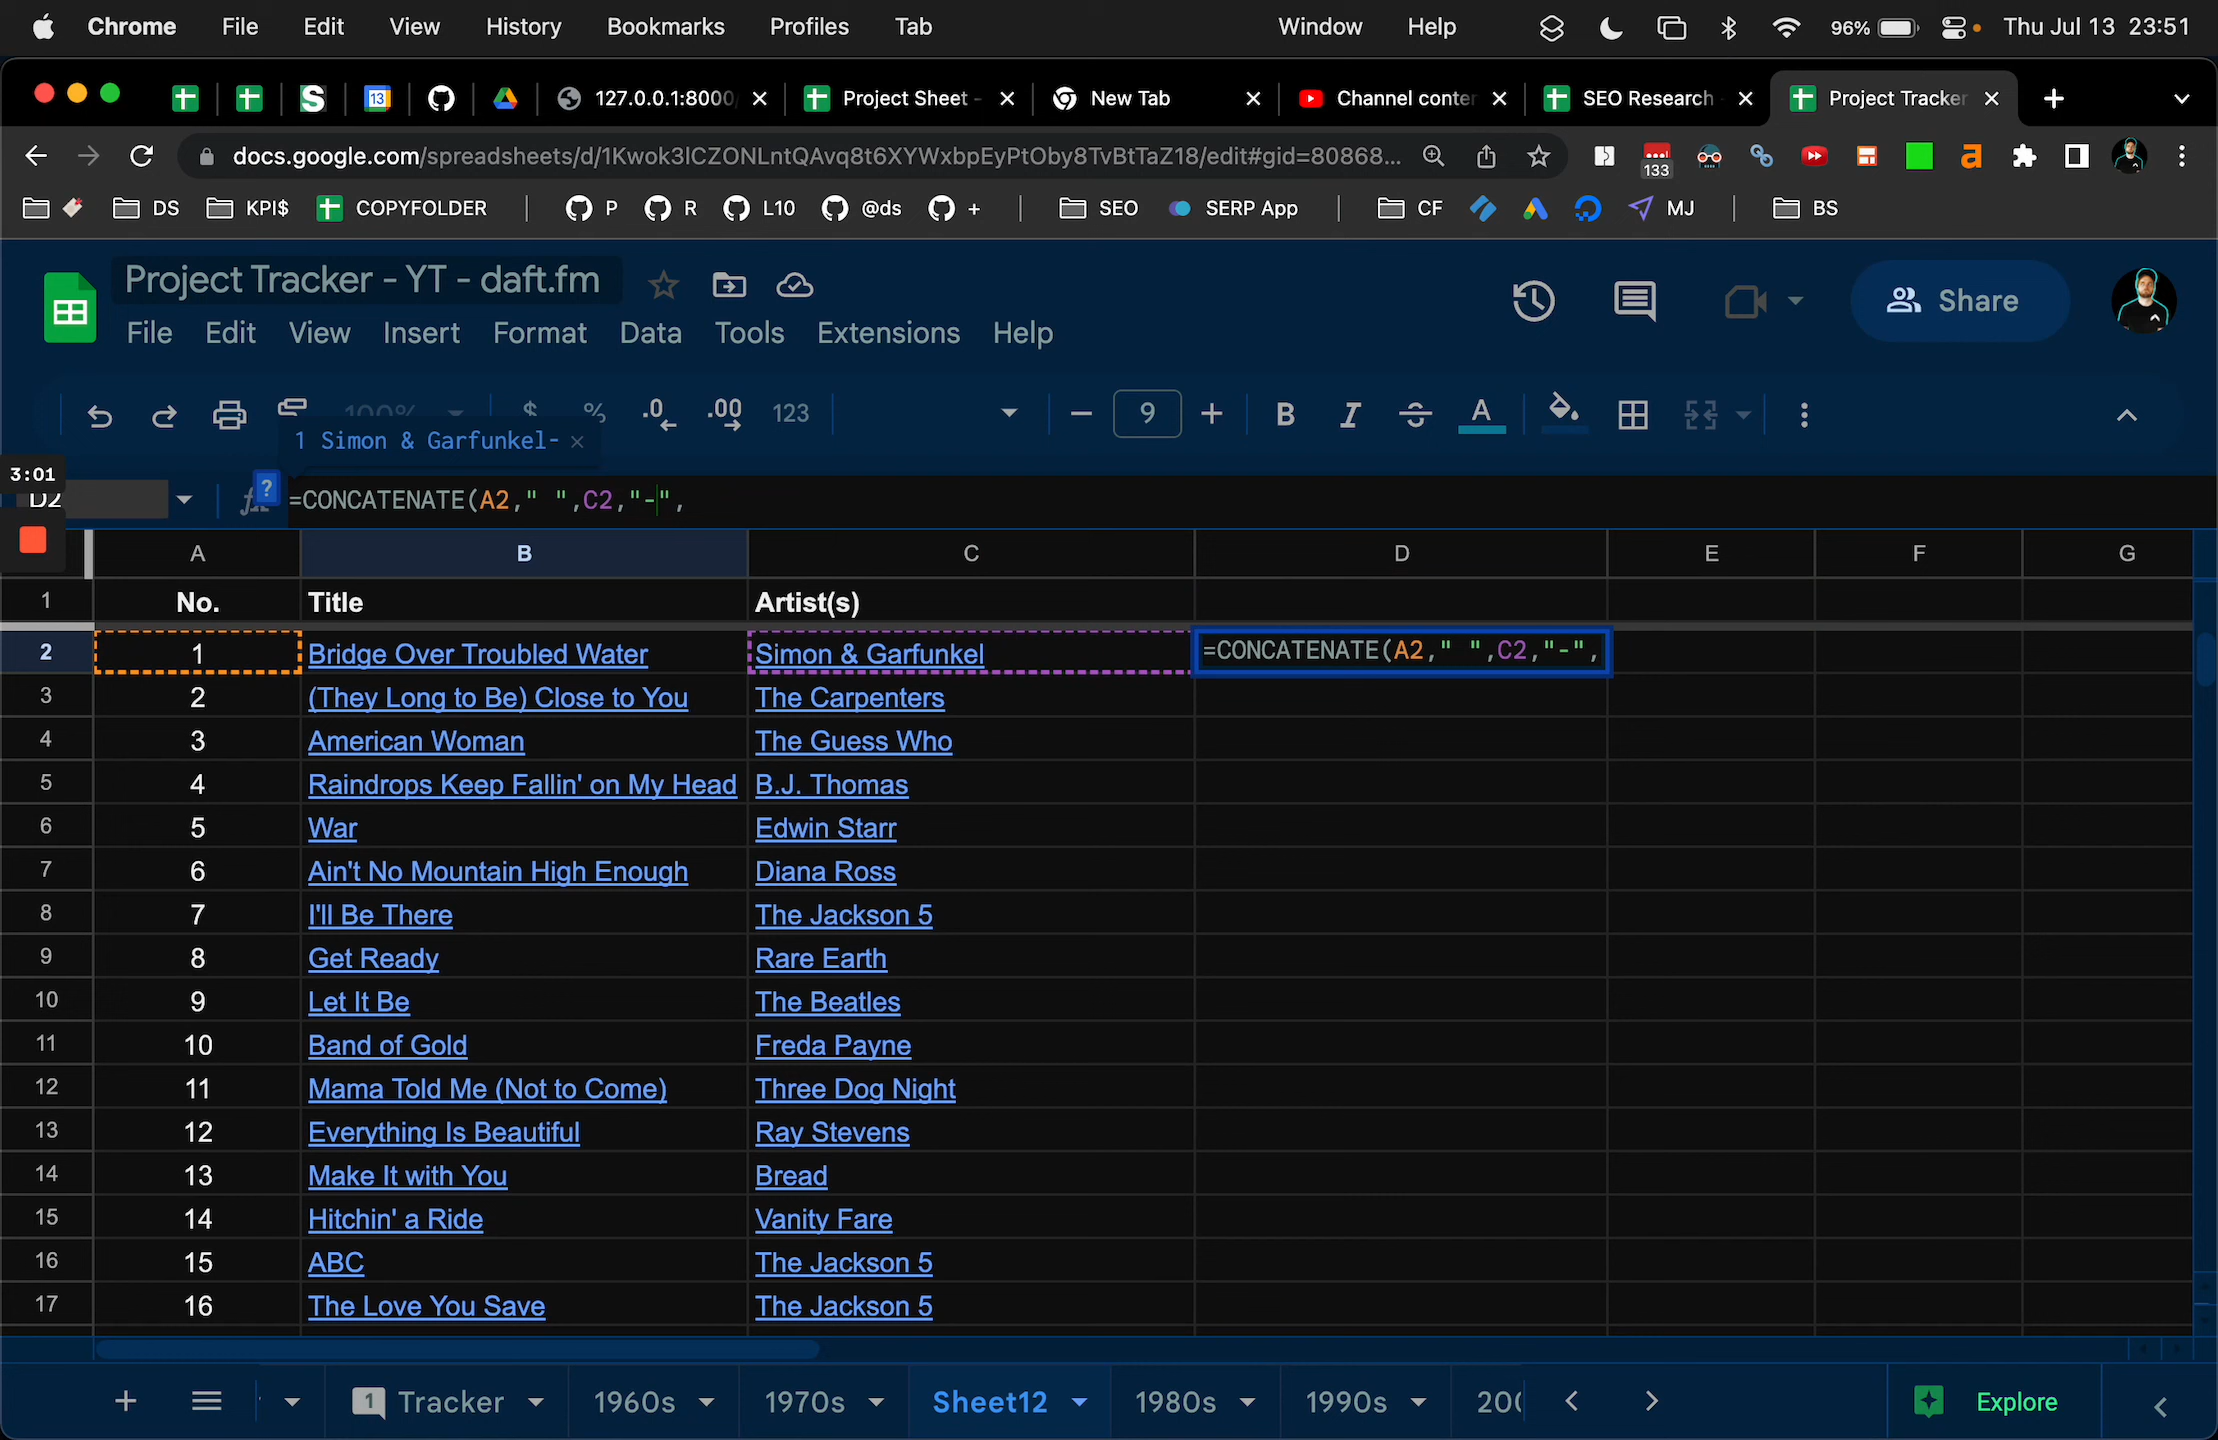 Chrome File Edit View History Bookmarks Profiles Tab Window Help 96% Thu Jul 13 23:51
13 127.0.0.1:8000 Project Sheet - New Tab Channel conter SEO Research Project Tracker
docs.google.com/spreadsheets/d/1Kwok3lCZONLntQAvq8t6XYWxbpEyPtOby8TvBtTaZ18/edit#gid=80868... 133
DS KPI$ COPYFOLDER P R L10 @ds + SEO SERP App CF MJ BS
Project Tracker - YT - daft.fm
Share
File Edit View Insert Format Data Tools Extensions Help
100% $ % .0 .00 123 9 B I A
1 Simon & Garfunkel-
3:01
D2 ? =CONCATENATE(A2," ",C2,"-",
A B C D E F G
1 No. Title Artist(s)
2 1 Bridge Over Troubled Water Simon & Garfunkel =CONCATENATE(A2," ",C2,"-",
3 2 (They Long to Be) Close to You The Carpenters
4 3 American Woman The Guess Who
5 4 Raindrops Keep Fallin' on My Head B.J. Thomas
6 5 War Edwin Starr
7 6 Ain't No Mountain High Enough Diana Ross
8 7 I'll Be There The Jackson 5
9 8 Get Ready Rare Earth
10 9 Let It Be The Beatles
11 10 Band of Gold Freda Payne
12 11 Mama Told Me (Not to Come) Three Dog Night
13 12 Everything Is Beautiful Ray Stevens
14 13 Make It with You Bread
15 14 Hitchin' a Ride Vanity Fare
16 15 ABC The Jackson 5
17 16 The Love You Save The Jackson 5
1 Tracker 1960s 1970s Sheet12 1980s 1990s 200 Explore